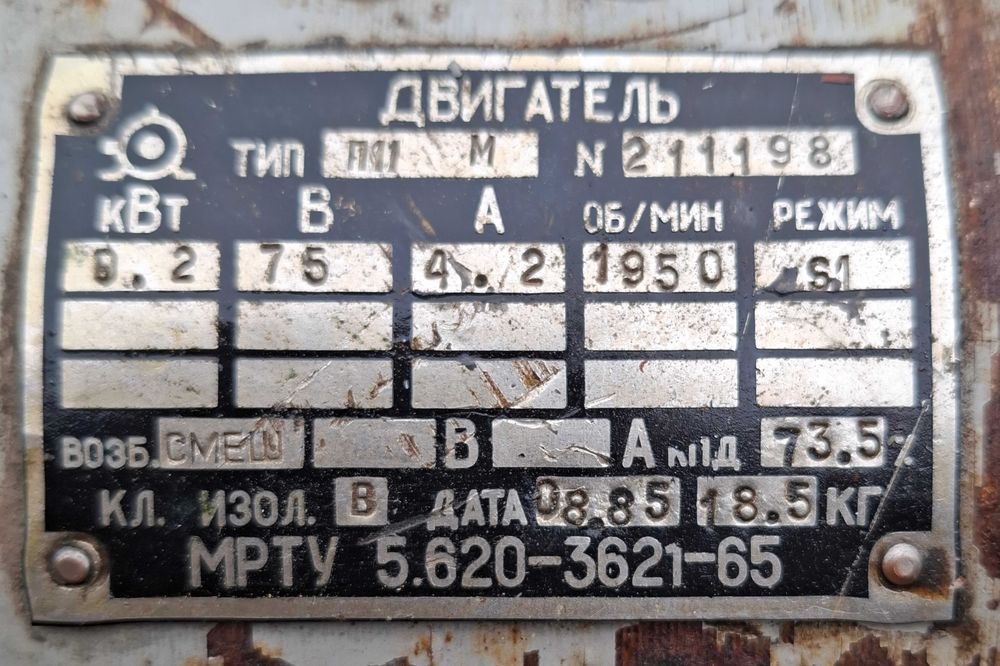 ДВИГАТЕЛЬ
ТИП П11 М N 211198
кВт В А ОБ/МИН РЕЖИМ
0.2 75 4.2 1950 S1
ВОЗБ. СМЕШ В А КПД 73.5
КЛ. ИЗОЛ. В ДАТА 08.85 18.5 КГ
МРТУ 5.620-3621-65